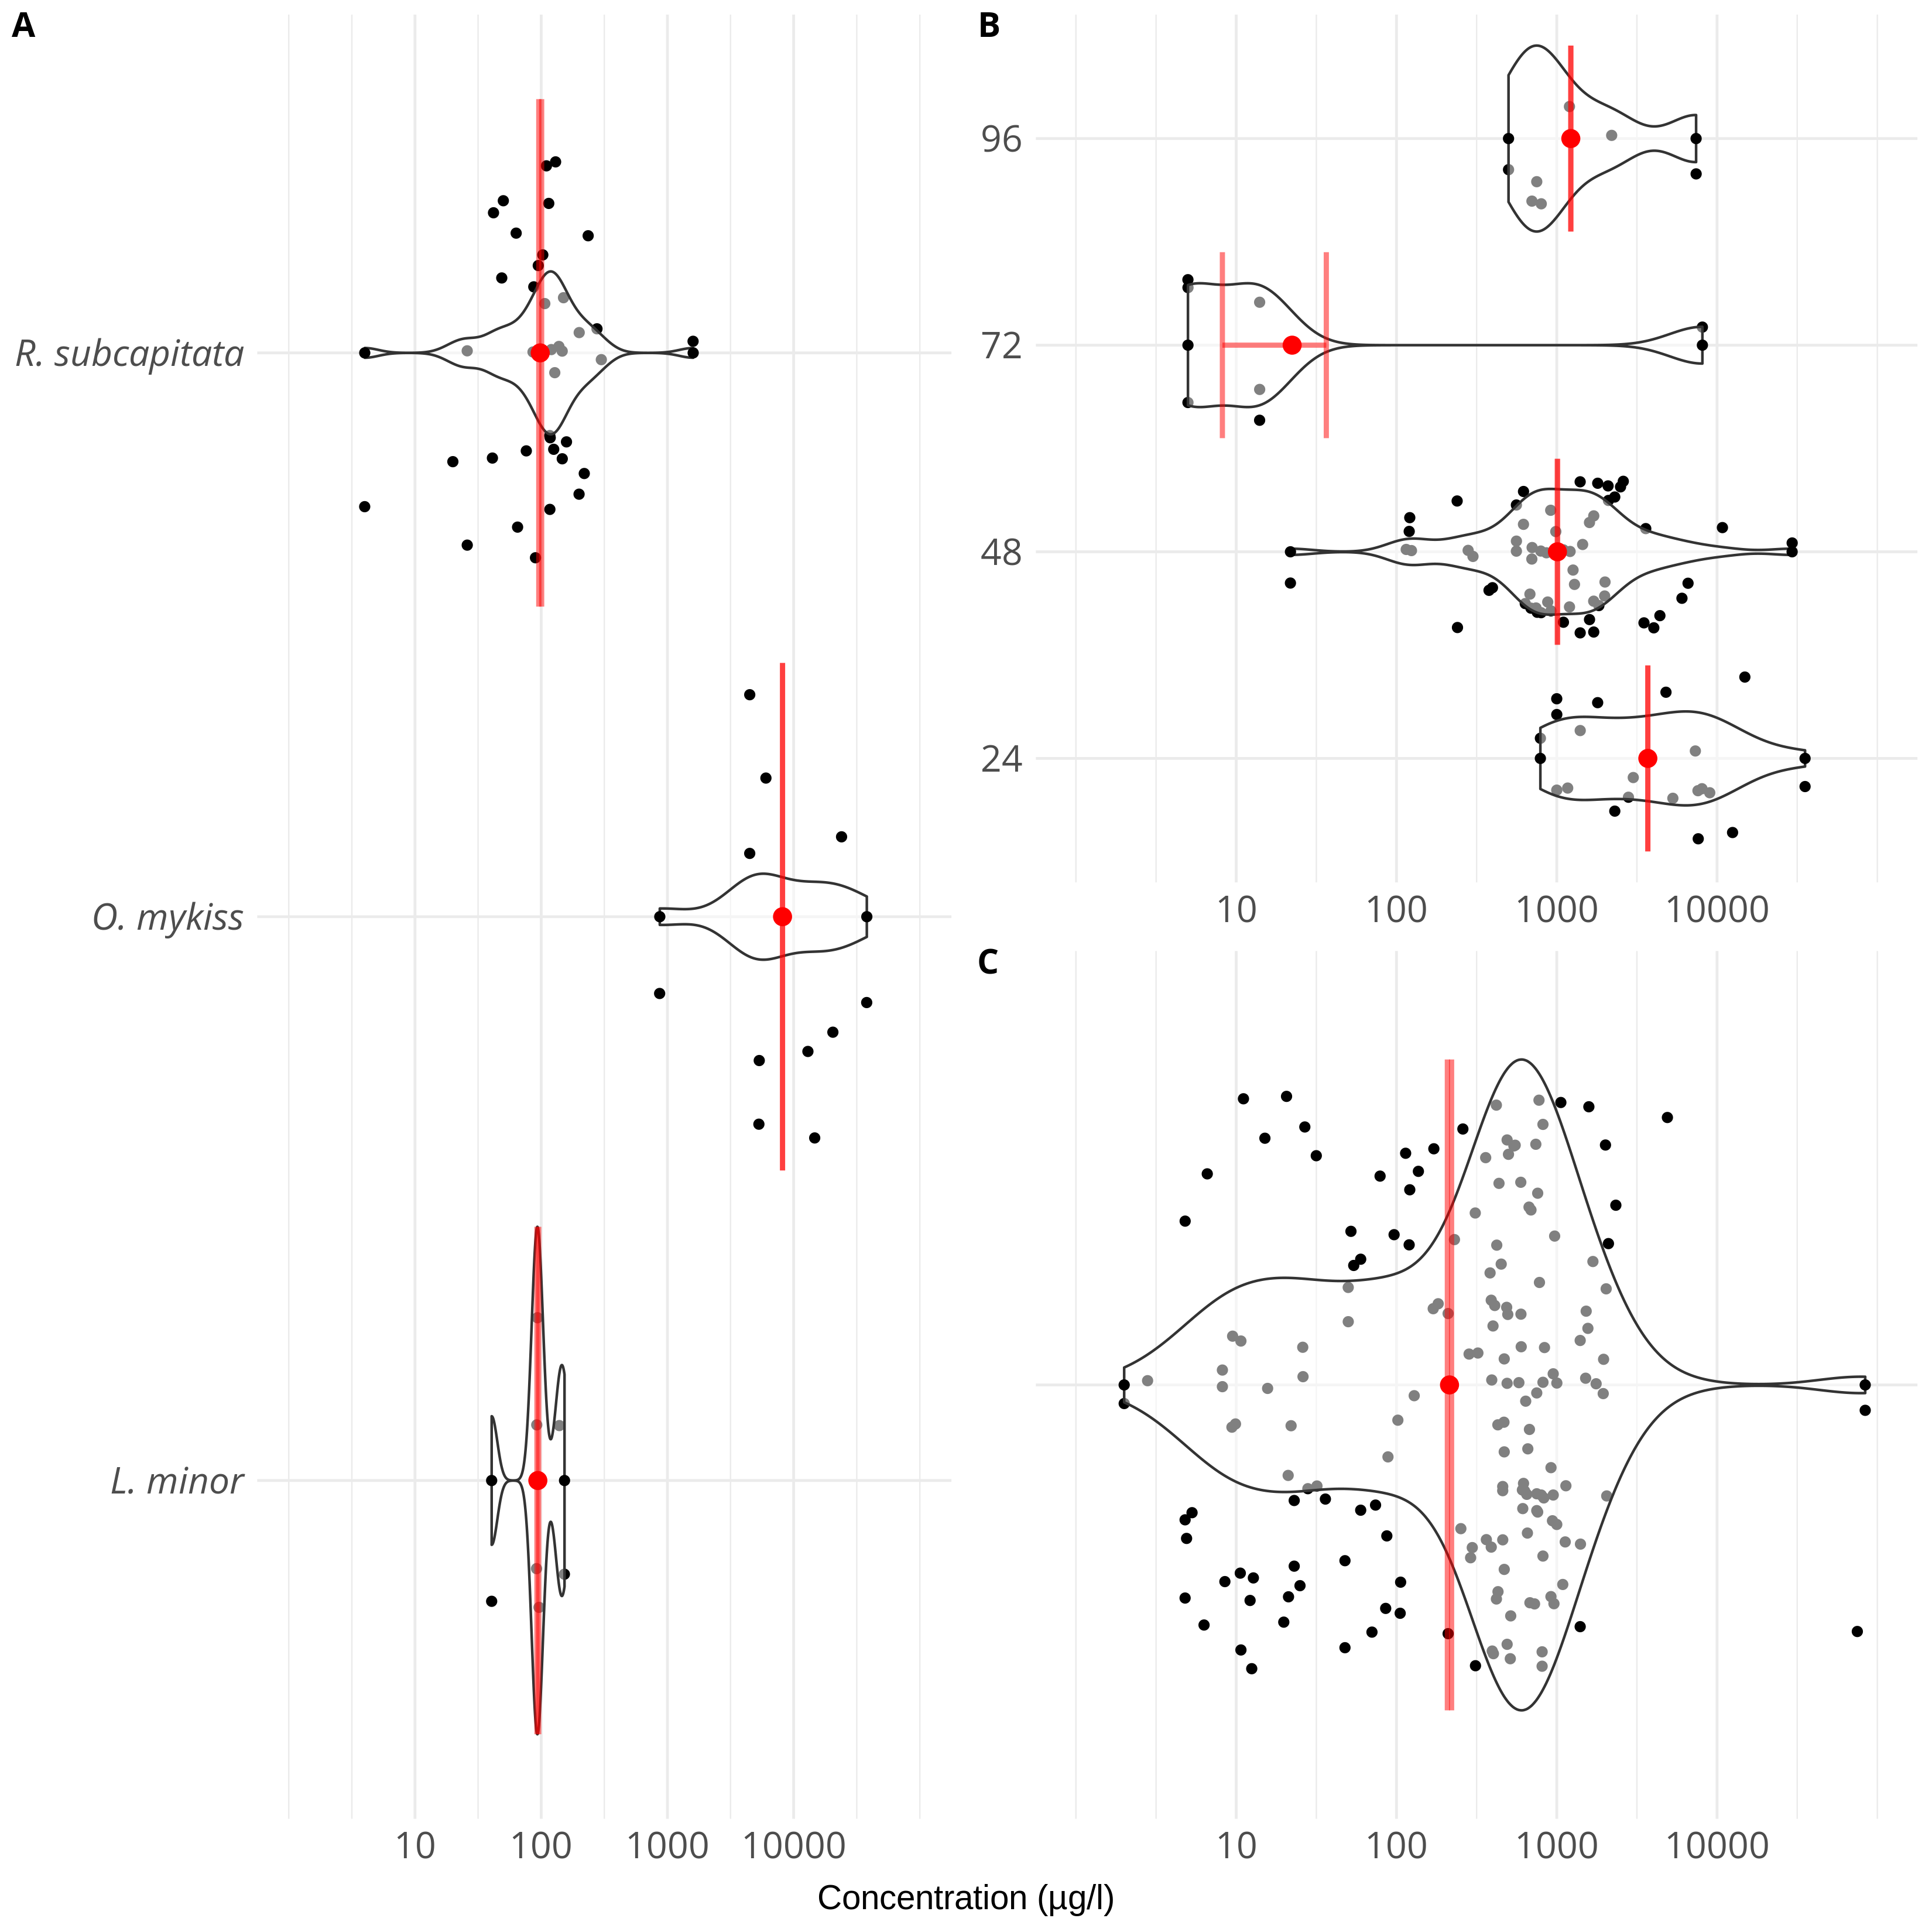 A
R. subcapitata
O. mykiss
L. minor
10 100 1000 10000
B
96
72
48
24
10 100 1000 10000
C
10 100 1000 10000
Concentration (µg/l)